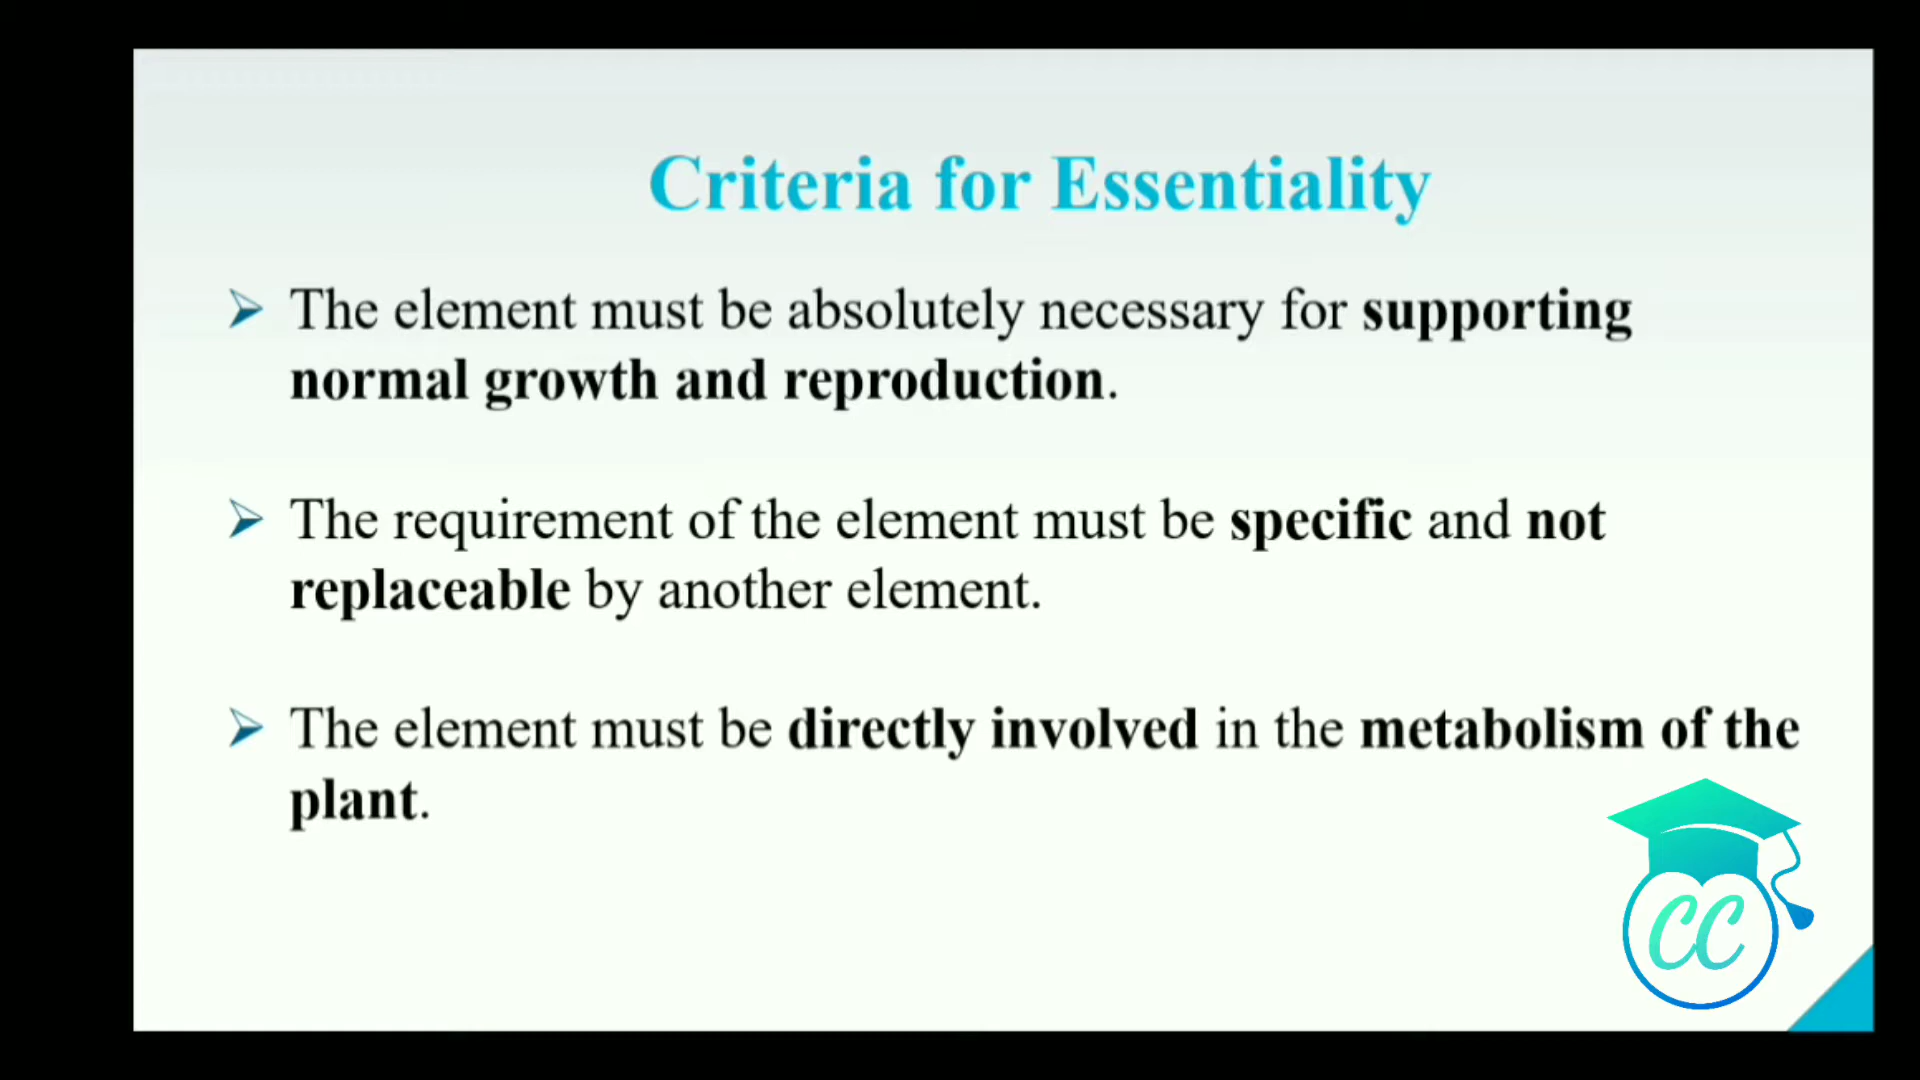 Criteria for Essentiality
The element must be absolutely necessary for supporting
normal growth and reproduction.
The requirement of the element must be specific and not
replaceable by another element.
The element must be directly involved in the metabolism of the
plant.
CC